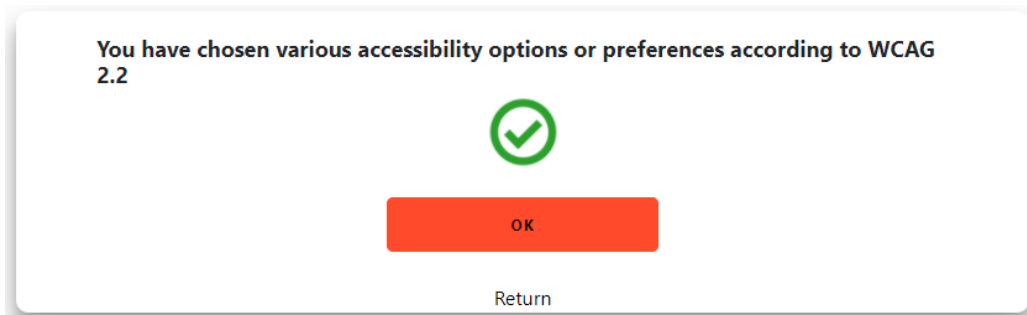 You have chosen various accessibility options or preferences according to WCAG
2.2
OK
Return